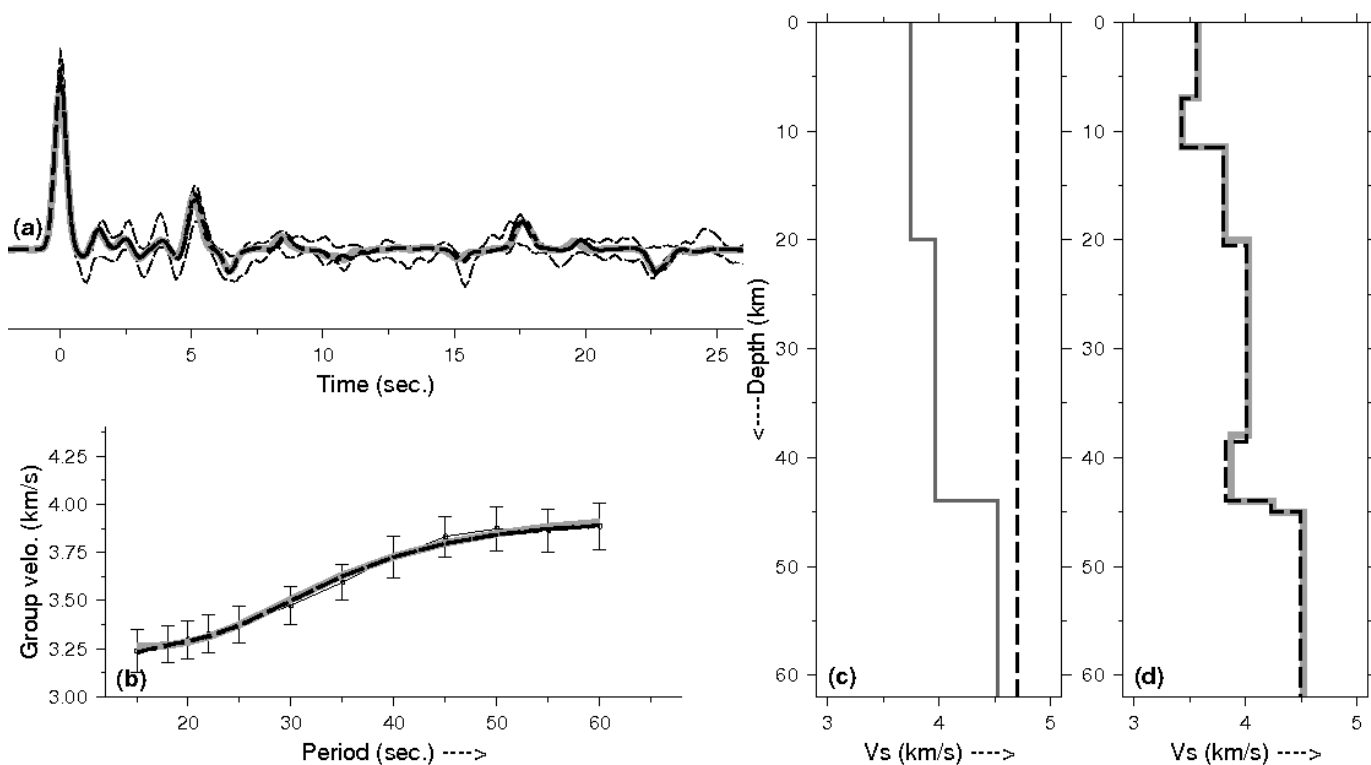 (a)
0 5 10 15 20 25
Time (sec.)
Group velo. (km/s)
4.25
4.00
3.75
3.50
3.25
3.00
(b)
20 30 40 50 60
Period (sec.) ---->
0
10
20
30
40
50
60
<----Depth (km)
(c)
3 4 5
Vs (km/s) ---->
0
10
20
30
40
50
60
(d)
3 4 5
Vs (km/s) ---->